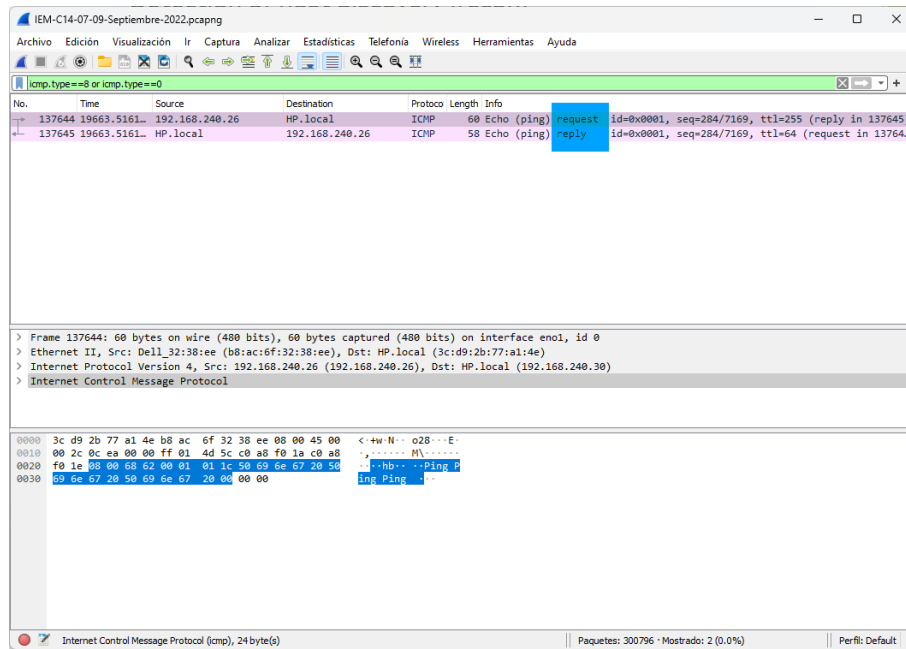 IEM-C14-07-09-Septiembre-2022.pcapng
Archivo Edición Visualización Ir Captura Analizar Estadísticas Telefonía Wireless Herramientas Ayuda
icmp.type==8 or icmp.type==0
No. Time Source Destination Protoco Length Info
137644 19663.5161… 192.168.240.26 HP.local ICMP 60 Echo (ping) request id=0x0001, seq=284/7169, ttl=255 (reply in 137645)
137645 19663.5161… HP.local 192.168.240.26 ICMP 58 Echo (ping) reply id=0x0001, seq=284/7169, ttl=64 (request in 13764…
> Frame 137644: 60 bytes on wire (480 bits), 60 bytes captured (480 bits) on interface eno1, id 0
> Ethernet II, Src: Dell_32:38:ee (b8:ac:6f:32:38:ee), Dst: HP.local (3c:d9:2b:77:a1:4e)
> Internet Protocol Version 4, Src: 192.168.240.26 (192.168.240.26), Dst: HP.local (192.168.240.30)
> Internet Control Message Protocol
0000 3c d9 2b 77 a1 4e b8 ac 6f 32 38 ee 08 00 45 00 <·+w·N·· o28···E·
0010 00 2c 0c ea 00 00 ff 01 4d 5c c0 a8 f0 1a c0 a8 ·,······ M\······
0020 f0 1e 08 00 68 62 00 01 01 1c 50 69 6e 67 20 50 ····hb·· ··Ping P
0030 69 6e 67 20 50 69 6e 67 20 00 00 00 ing Ping ····
Internet Control Message Protocol (icmp), 24 byte(s) Paquetes: 300796 · Mostrado: 2 (0.0%) Perfil: Default